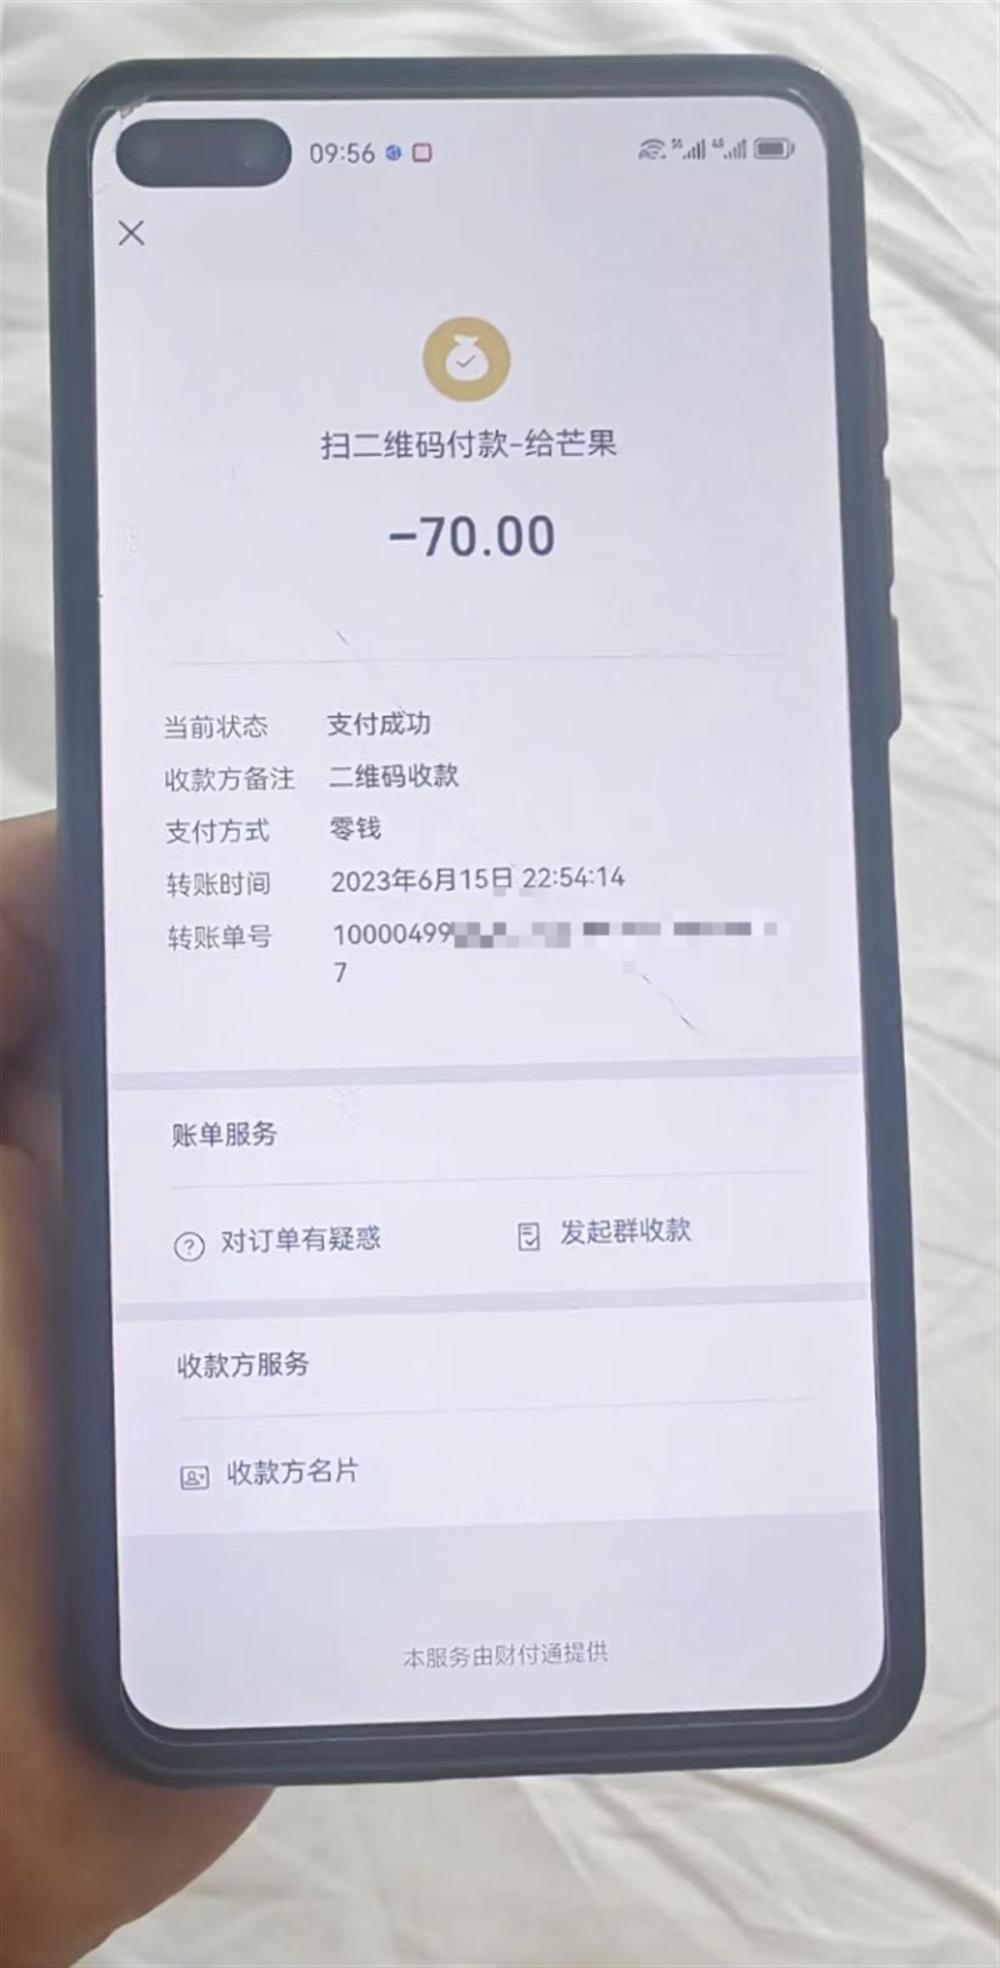 09:56
扫二维码付款-给芒果
-70.00
当前状态 支付成功
收款方备注 二维码收款
支付方式 零钱
转账时间 2023年6月15日 22:54:14
转账单号 10000499
7
账单服务
对订单有疑惑 发起群收款
收款方服务
收款方名片
本服务由财付通提供